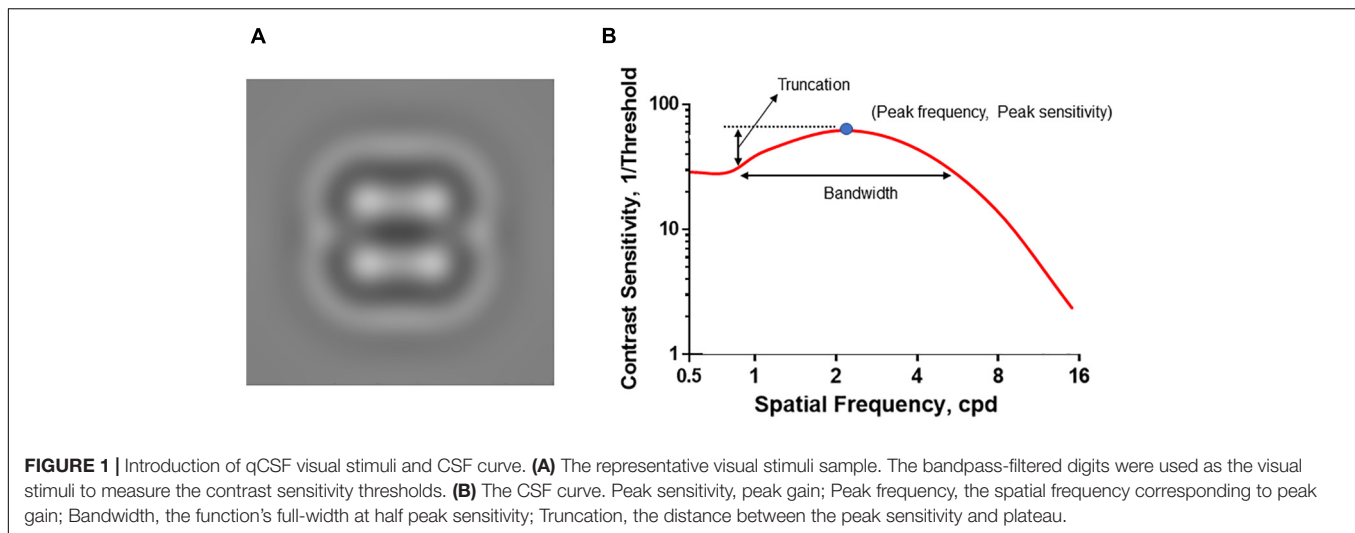 A
B
Truncation
(Peak frequency, Peak sensitivity)
Bandwidth
Contrast Sensitivity, 1/Threshold
100
10
1
0.5 1 2 4 8 16
Spatial Frequency, cpd
FIGURE 1 | Introduction of qCSF visual stimuli and CSF curve. (A) The representative visual stimuli sample. The bandpass-filtered digits were used as the visual
stimuli to measure the contrast sensitivity thresholds. (B) The CSF curve. Peak sensitivity, peak gain; Peak frequency, the spatial frequency corresponding to peak
gain; Bandwidth, the function's full-width at half peak sensitivity; Truncation, the distance between the peak sensitivity and plateau.